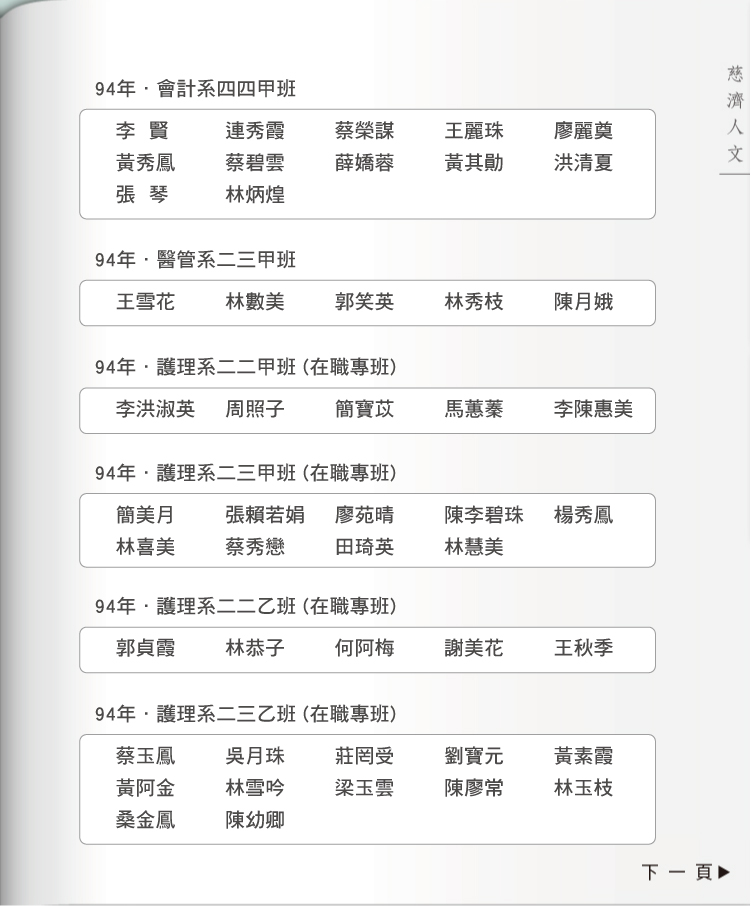 慈濟人文
94年．會計系四四甲班
李 賢 連秀霞 蔡榮謀 王麗珠 廖麗奠
黃秀鳳 蔡碧雲 薛嬌蓉 黃其勛 洪清夏
張 琴 林炳煌
94年．醫管系二三甲班
王雪花 林數美 郭笑英 林秀枝 陳月娥
94年．護理系二二甲班(在職專班)
李洪淑英 周照子 簡寶苡 馬蕙蓁 李陳惠美
94年．護理系二三甲班(在職專班)
簡美月 張賴若娟 廖苑晴 陳李碧珠 楊秀鳳
林喜美 蔡秀戀 田琦英 林慧美
94年．護理系二二乙班(在職專班)
郭貞霞 林恭子 何阿梅 謝美花 王秋季
94年．護理系二三乙班(在職專班)
蔡玉鳳 吳月珠 莊罔受 劉寶元 黃素霞
黃阿金 林雪吟 梁玉雲 陳廖常 林玉枝
桑金鳳 陳幼卿
下一頁▶